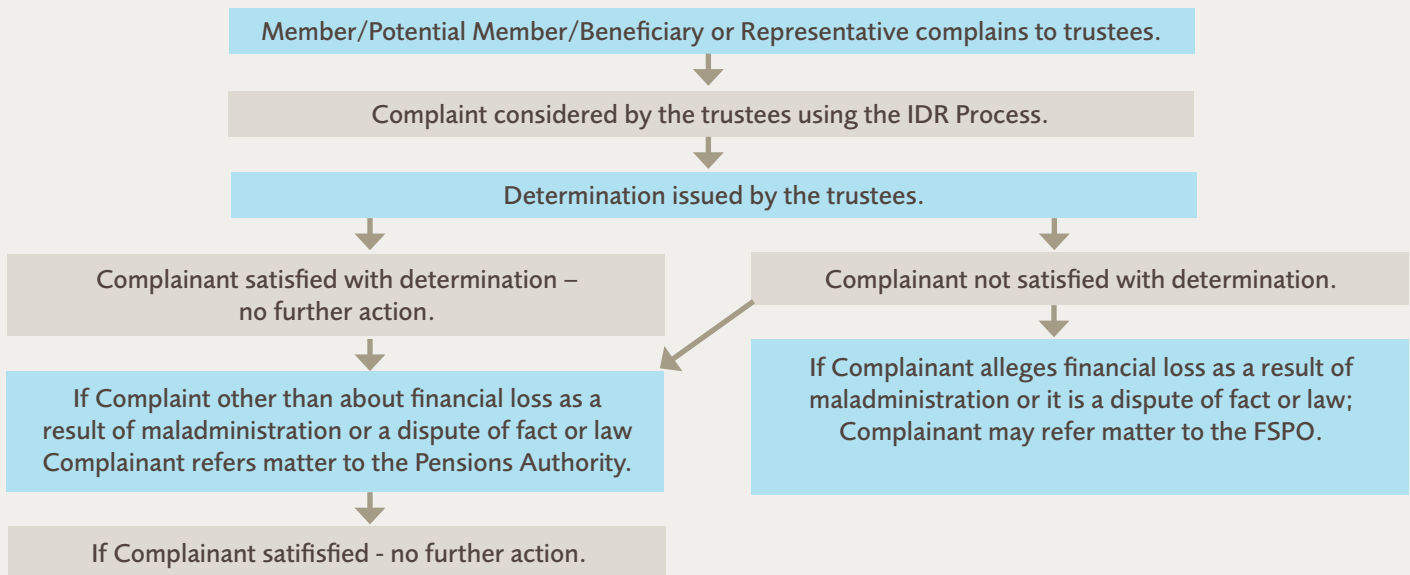 Member/Potential Member/Beneficiary or Representative complains to trustees.
Complaint considered by the trustees using the IDR Process.
Determination issued by the trustees.
Complainant satisfied with determination –
no further action.
Complainant not satisfied with determination.
If Complaint other than about financial loss as a
result of maladministration or a dispute of fact or law
Complainant refers matter to the Pensions Authority.
If Complainant alleges financial loss as a result of
maladministration or it is a dispute of fact or law;
Complainant may refer matter to the FSPO.
If Complainant satifisfied - no further action.